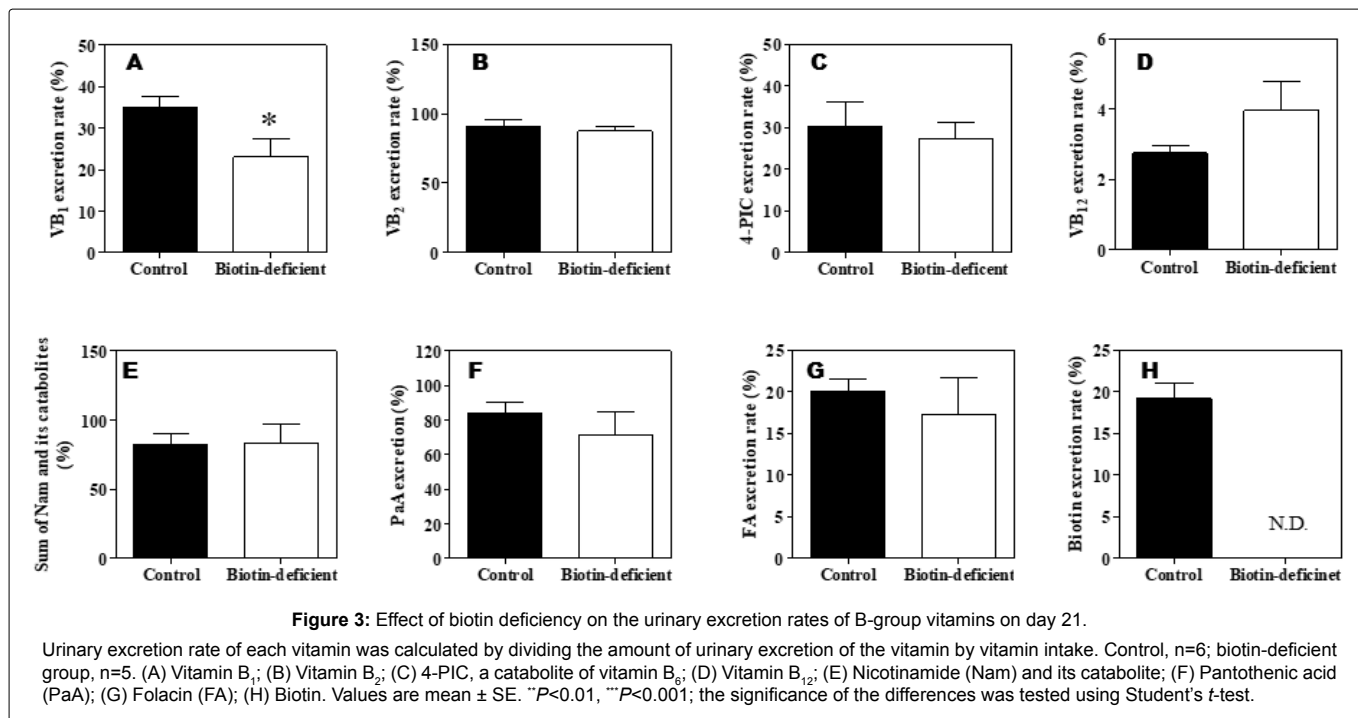 A
VB₁ excretion rate (%)
50
40
30
20
10
0
*
Control Biotin-deficient
B
VB₂ excretion rate (%)
150
100
50
0
Control Biotin-deficient
C
4-PIC excretion rate (%)
50
40
30
20
10
0
Control Biotin-deficent
D
VB₁₂ excretion rate (%)
6
4
2
0
Control Biotin-deficient
E
Sum of Nam and its catabolites
(%)
150
100
50
0
Control Biotin-deficient
F
PaA excretion (%)
120
100
80
60
40
20
0
Control Biotin-deficient
G
FA excretion rate (%)
25
20
15
10
5
0
Control Biotin-deficient
H
Biotin excretion rate (%)
25
20
15
10
5
0
N.D.
Control Biotin-deficinet
Figure 3: Effect of biotin deficiency on the urinary excretion rates of B-group vitamins on day 21.
Urinary excretion rate of each vitamin was calculated by dividing the amount of urinary excretion of the vitamin by vitamin intake. Control, n=6; biotin-deficient
group, n=5. (A) Vitamin B₁; (B) Vitamin B₂; (C) 4-PIC, a catabolite of vitamin B₆; (D) Vitamin B₁₂; (E) Nicotinamide (Nam) and its catabolite; (F) Pantothenic acid
(PaA); (G) Folacin (FA); (H) Biotin. Values are mean ± SE. **P<0.01, ***P<0.001; the significance of the differences was tested using Student's t-test.